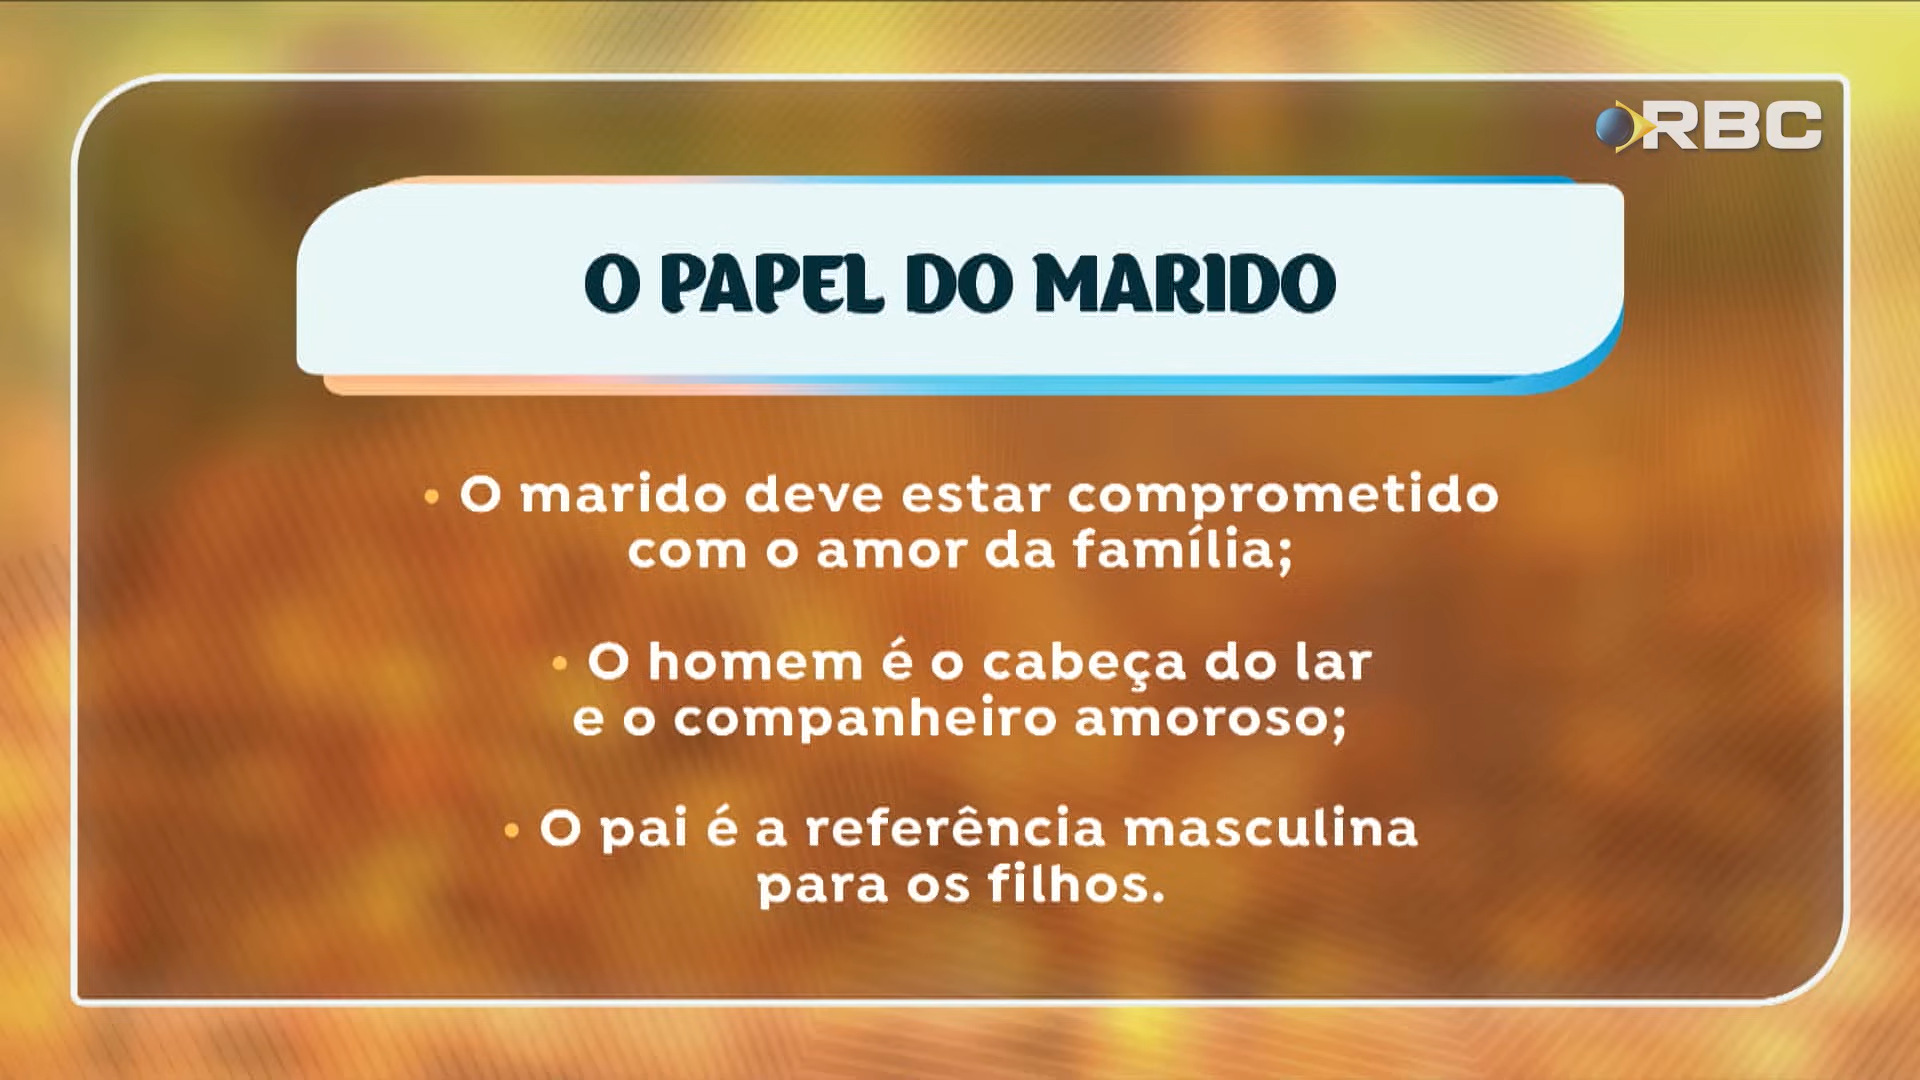 RBC
O PAPEL DO MARIDO
• O marido deve estar comprometido
com o amor da família;
• O homem é o cabeça do lar
e o companheiro amoroso;
• O pai é a referência masculina
para os filhos.